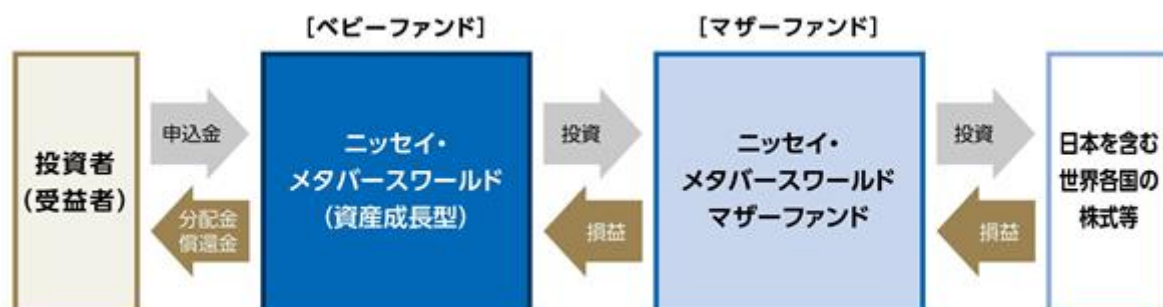 [ベビーファンド]
[マザーファンド]
投資者
(受益者)
申込金
分配金
償還金
ニッセイ・
メタバースワールド
(資産成長型)
投資
損益
ニッセイ・
メタバースワールド
マザーファンド
投資
損益
日本を含む
世界各国の
株式等